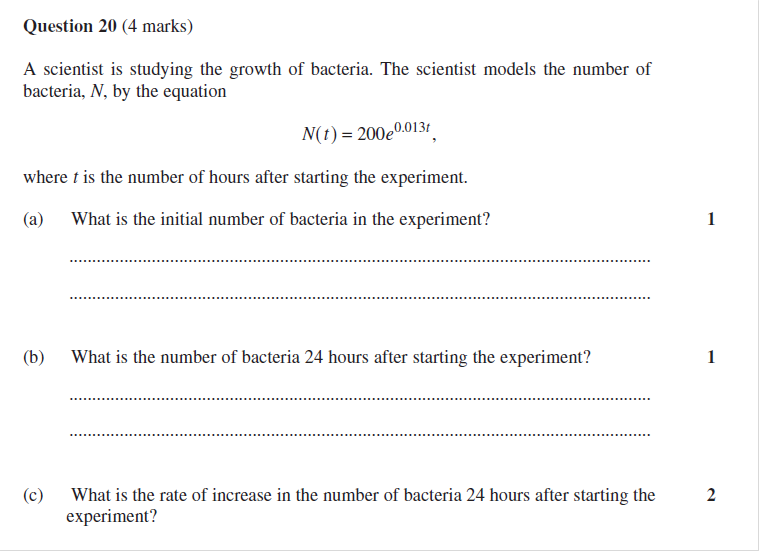 Question 20 (4 marks)
A scientist is studying the growth of bacteria. The scientist models the number of
bacteria, N, by the equation
N(t) = 200e^{0.013t},
where t is the number of hours after starting the experiment.
(a) What is the initial number of bacteria in the experiment? 1
(b) What is the number of bacteria 24 hours after starting the experiment? 1
(c) What is the rate of increase in the number of bacteria 24 hours after starting the 2
experiment?